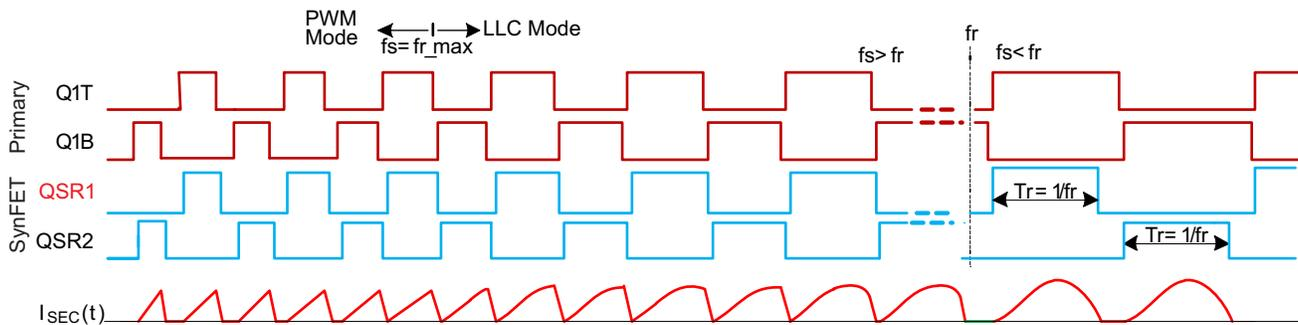 PWM
Mode
LLC Mode
fs= fr_max
fr
fs> fr
fs< fr
Primary
Q1T
Q1B
SynFET
QSR1
Tr= 1/fr
QSR2
Tr= 1/fr
I SEC(t)